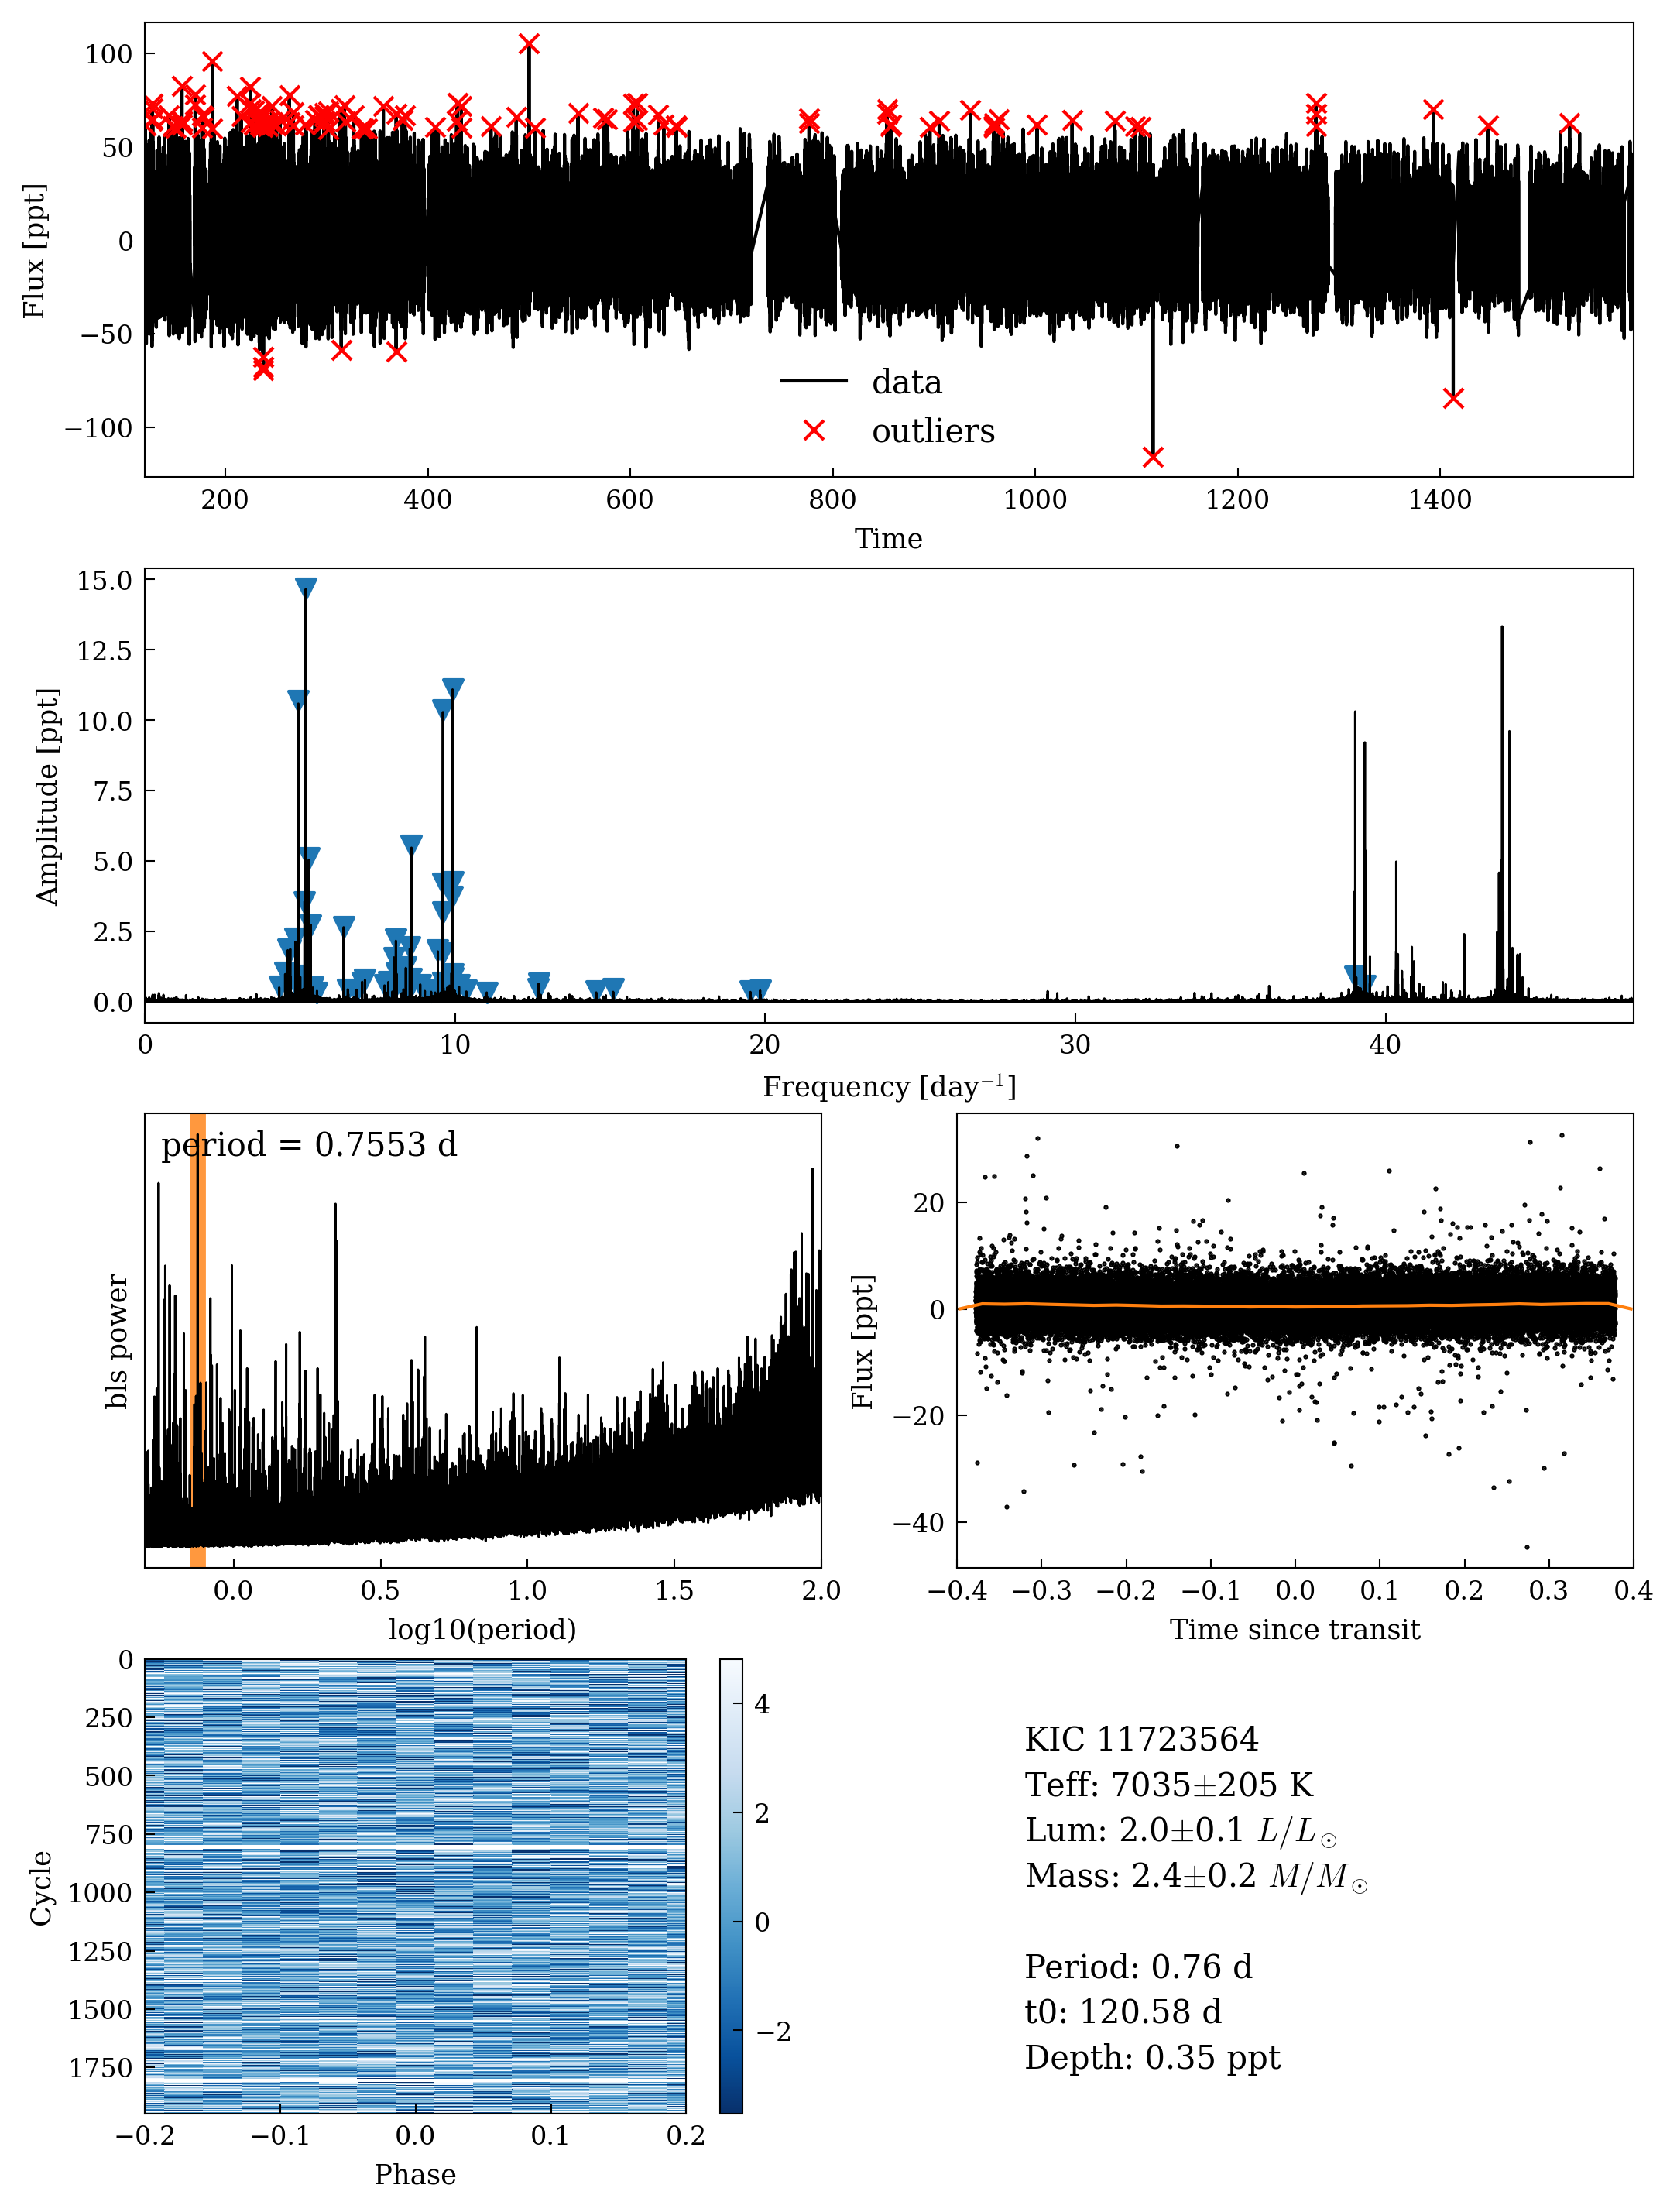 100
50
0
−50
−100
Flux [ppt]
data
outliers
200 400 600 800 1000 1200 1400
Time
15.0
12.5
10.0
7.5
5.0
2.5
0.0
Amplitude [ppt]
0 10 20 30 40
Frequency [day⁻¹]
period = 0.7553 d
bls power
0.0 0.5 1.0 1.5 2.0
log10(period)
20
0
−20
−40
Flux [ppt]
−0.4 −0.3 −0.2 −0.1 0.0 0.1 0.2 0.3 0.4
Time since transit
0
250
500
750
1000
1250
1500
1750
Cycle
−0.2 −0.1 0.0 0.1 0.2
Phase
4
2
0
−2
KIC 11723564
Teff: 7035±205 K
Lum: 2.0±0.1 L/L⊙
Mass: 2.4±0.2 M/M⊙
Period: 0.76 d
t0: 120.58 d
Depth: 0.35 ppt